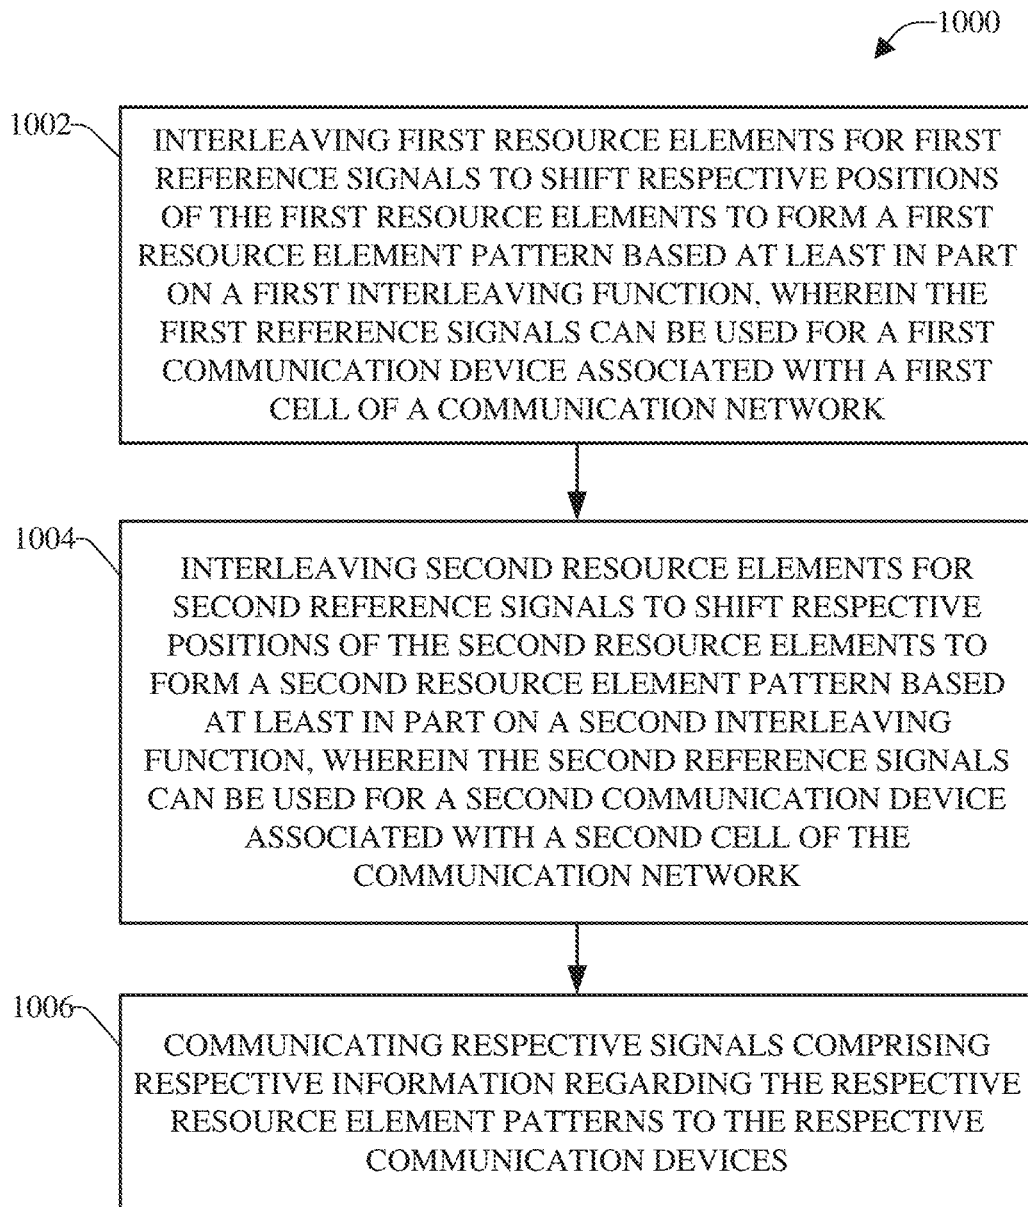 1000
1002
INTERLEAVING FIRST RESOURCE ELEMENTS FOR FIRST
REFERENCE SIGNALS TO SHIFT RESPECTIVE POSITIONS
OF THE FIRST RESOURCE ELEMENTS TO FORM A FIRST
RESOURCE ELEMENT PATTERN BASED AT LEAST IN PART
ON A FIRST INTERLEAVING FUNCTION, WHEREIN THE
FIRST REFERENCE SIGNALS CAN BE USED FOR A FIRST
COMMUNICATION DEVICE ASSOCIATED WITH A FIRST
CELL OF A COMMUNICATION NETWORK
1004
INTERLEAVING SECOND RESOURCE ELEMENTS FOR
SECOND REFERENCE SIGNALS TO SHIFT RESPECTIVE
POSITIONS OF THE SECOND RESOURCE ELEMENTS TO
FORM A SECOND RESOURCE ELEMENT PATTERN BASED
AT LEAST IN PART ON A SECOND INTERLEAVING
FUNCTION, WHEREIN THE SECOND REFERENCE SIGNALS
CAN BE USED FOR A SECOND COMMUNICATION DEVICE
ASSOCIATED WITH A SECOND CELL OF THE
COMMUNICATION NETWORK
1006
COMMUNICATING RESPECTIVE SIGNALS COMPRISING
RESPECTIVE INFORMATION REGARDING THE RESPECTIVE
RESOURCE ELEMENT PATTERNS TO THE RESPECTIVE
COMMUNICATION DEVICES